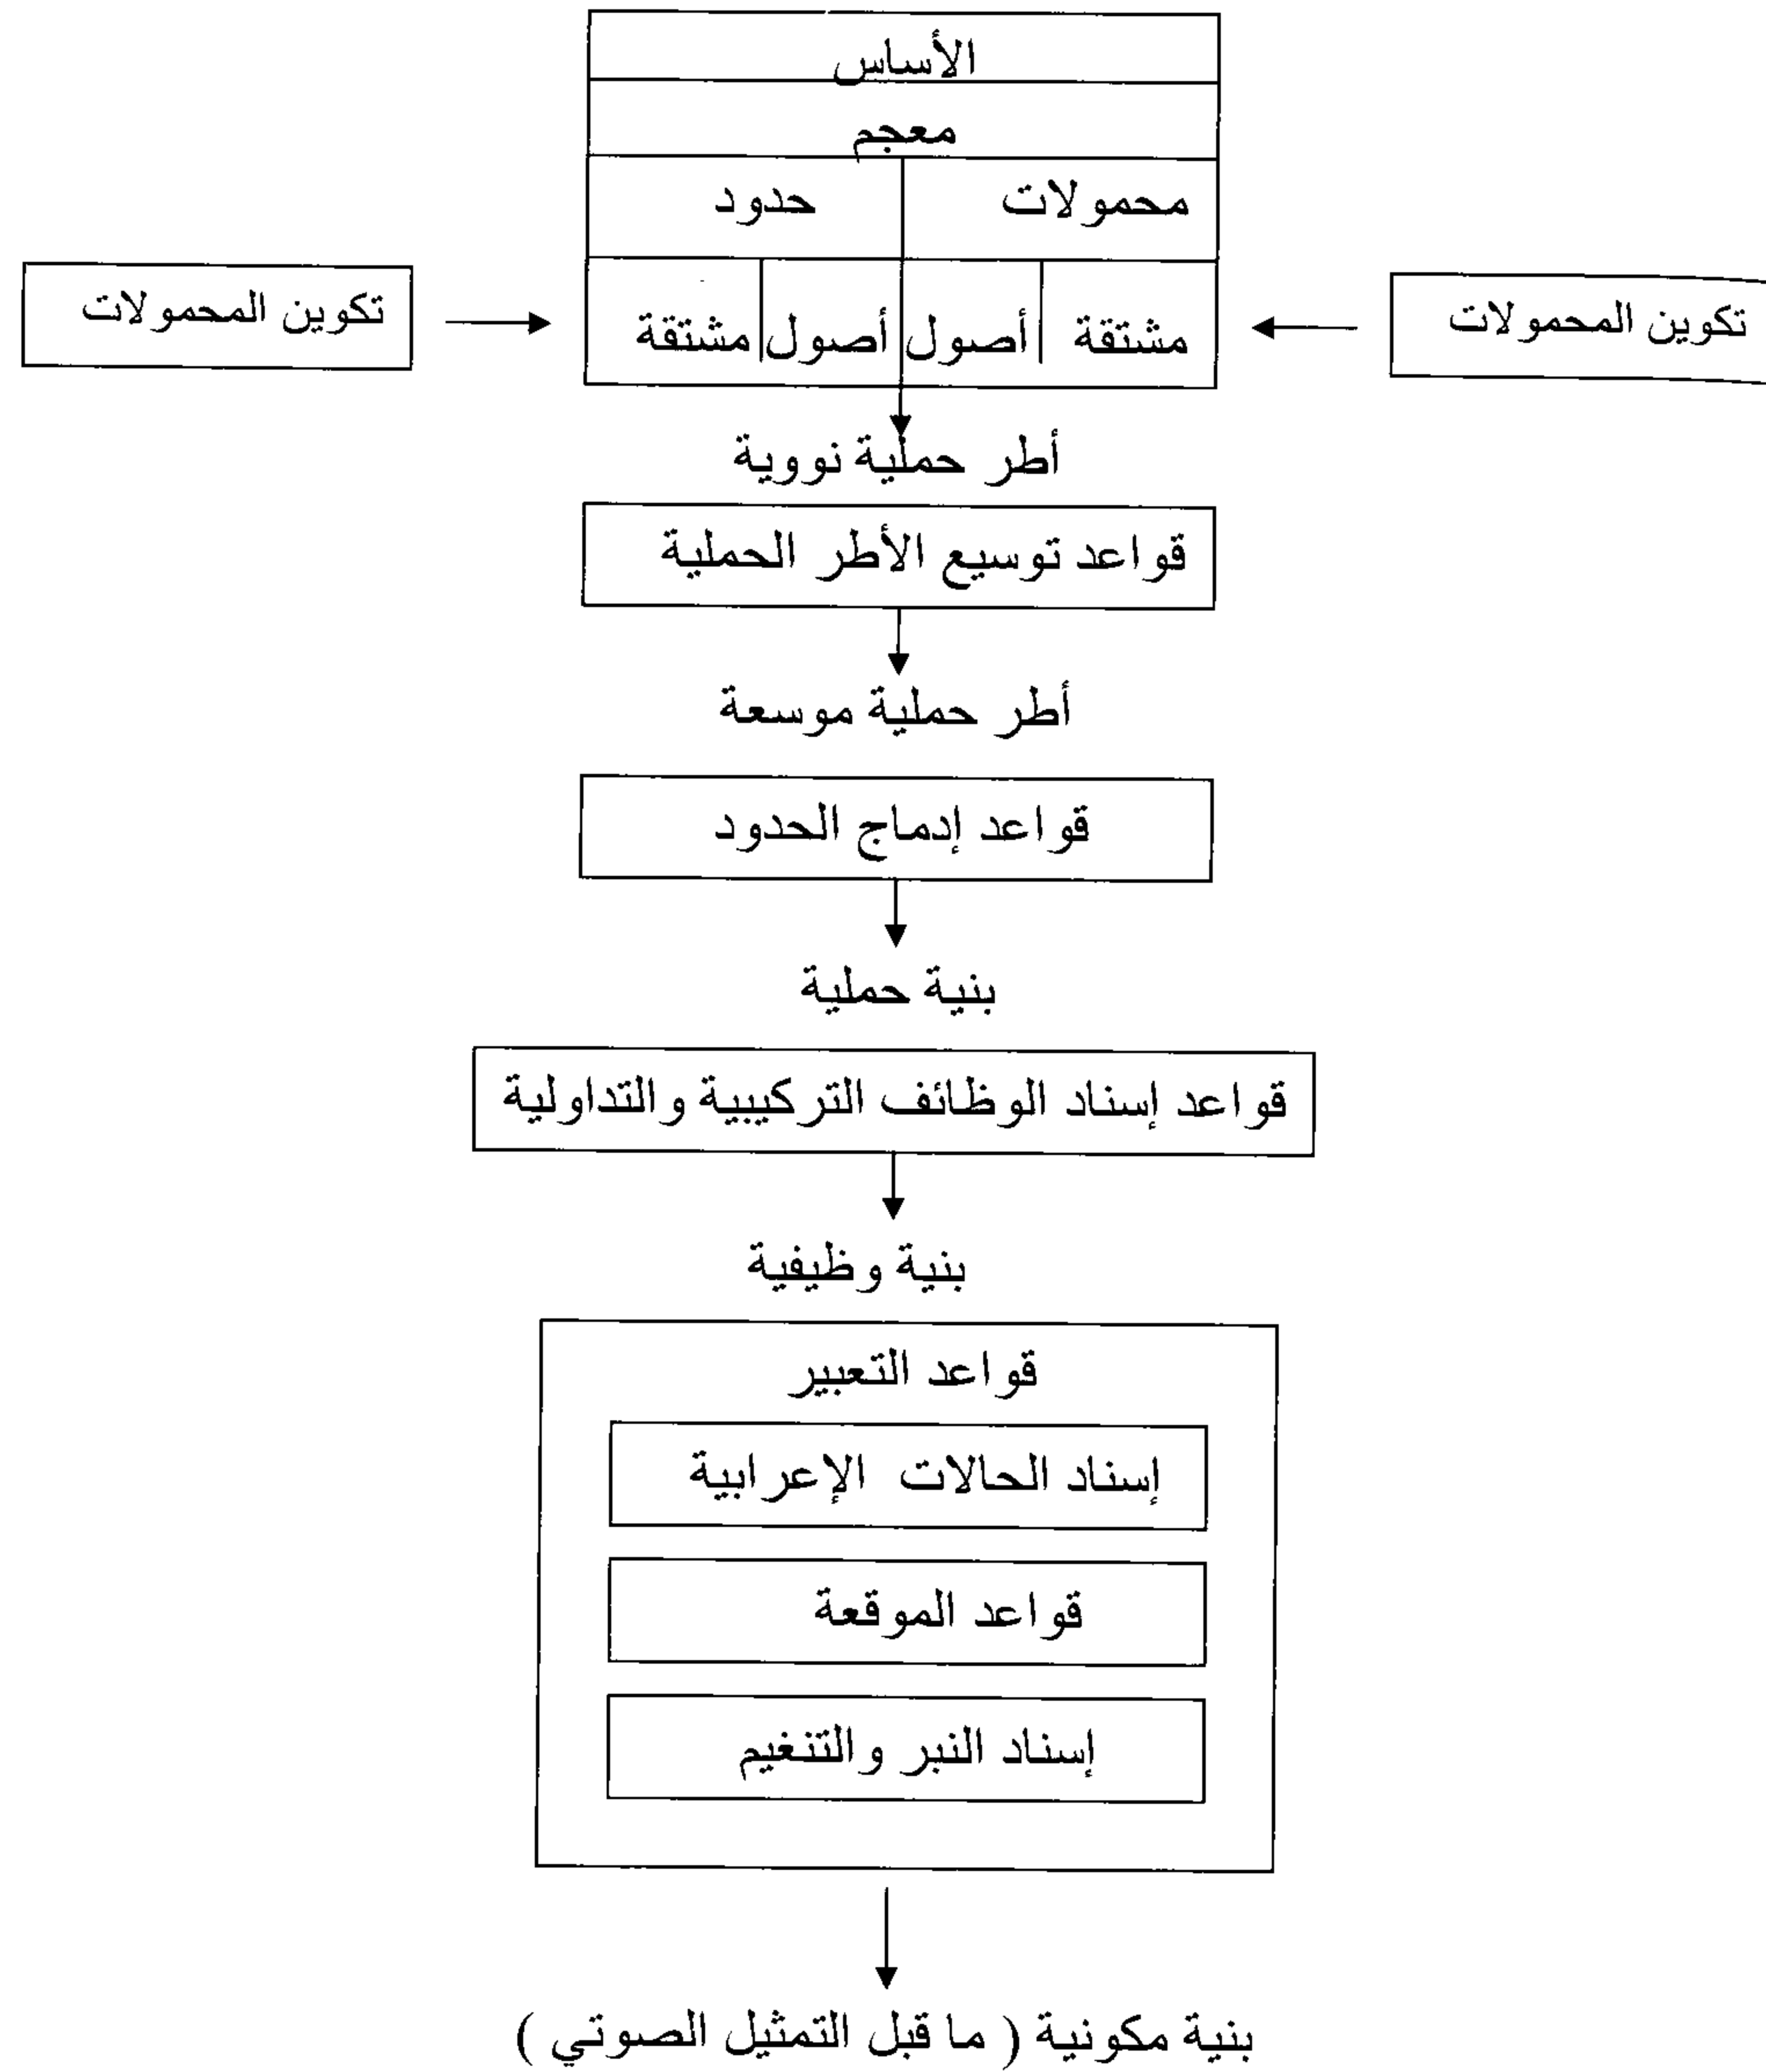 الأساس
معجم
محمولات حدود
تكوين المحمولات
مشتقة أصول أصول مشتقة
تكوين المحمولات
أطر حملية نووية
قواعد توسيع الأطر الحملية
أطر حملية موسعة
قواعد إدماج الحدود
بنية حملية
قواعد إسناد الوظائف التركيبية والتداولية
بنية وظيفية
قواعد التعبير
إسناد الحالات الإعرابية
قواعد الموقعة
إسناد النبر والتنغيم
بنية مكونية ( ما قبل التمثيل الصوتي )